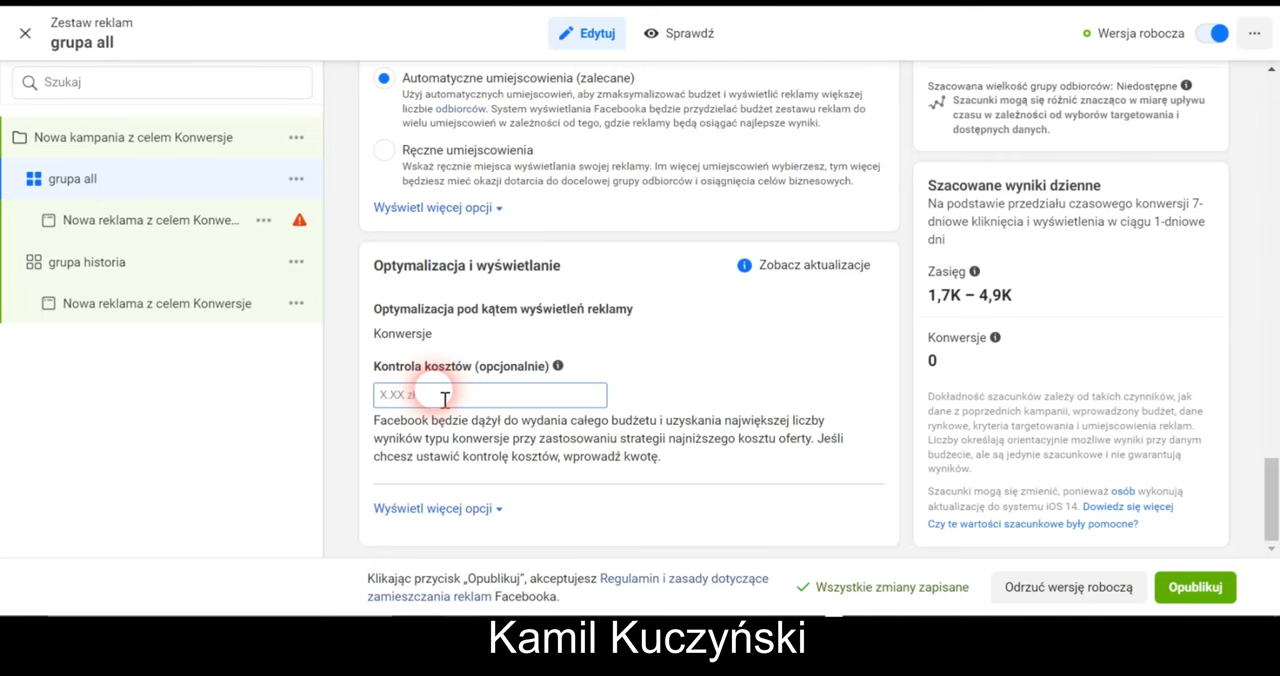 Zestaw reklam
grupa all
Edytuj
Sprawdź
Wersja robocza
Szukaj
Nowa kampania z celem Konwersje
grupa all
Nowa reklama z celem Konwe...
grupa historia
Nowa reklama z celem Konwersje
Automatyczne umiejscowienia (zalecane)
Użyj automatycznych umiejscowień, aby zmaksymalizować budżet i wyświetlić reklamy większej
liczbie odbiorców. System wyświetlania Facebooka będzie przydzielać budżet zestawu reklam do
wielu umiejscowień w zależności od tego, gdzie reklamy będą osiągać najlepsze wyniki.
Ręczne umiejscowienia
Wskaż ręcznie miejsca wyświetlania swojej reklamy. Im więcej umiejscowień wybierzesz, tym więcej
będziesz mieć okazji dotarcia do docelowej grupy odbiorców i osiągnięcia celów biznesowych.
Wyświetl więcej opcji
Optymalizacja i wyświetlanie
Zobacz aktualizacje
Optymalizacja pod kątem wyświetleń reklamy
Konwersje
Kontrola kosztów (opcjonalnie)
X.XX zł
Facebook będzie dążył do wydania całego budżetu i uzyskania największej liczby
wyników typu konwersje przy zastosowaniu strategii najniższego kosztu oferty. Jeśli
chcesz ustawić kontrolę kosztów, wprowadź kwotę.
Wyświetl więcej opcji
Szacowana wielkość grupy odbiorców: Niedostępne
Szacunki mogą się różnić znacząco w miarę upływu
czasu w zależności od wyborów targetowania i
dostępnych danych.
Szacowane wyniki dzienne
Na podstawie przedziału czasowego konwersji 7-
dniowe kliknięcia i wyświetlenia w ciągu 1-dniowe
dni
Zasięg
1,7K – 4,9K
Konwersje
0
Dokładność szacunków zależy od takich czynników, jak
dane z poprzednich kampanii, wprowadzony budżet, dane
rynkowe, kryteria targetowania i umiejscowienia reklam.
Liczby określają orientacyjnie możliwe wyniki przy danym
budżecie, ale są jedynie szacunkowe i nie gwarantują
wyników.
Szacunki mogą się zmienić, ponieważ osób wykonują
aktualizację do systemu iOS 14. Dowiedz się więcej
Czy te wartości szacunkowe były pomocne?
Klikając przycisk „Opublikuj”, akceptujesz Regulamin i zasady dotyczące
zamieszczania reklam Facebooka.
Wszystkie zmiany zapisane
Odrzuć wersję roboczą
Opublikuj
Kamil Kuczyński